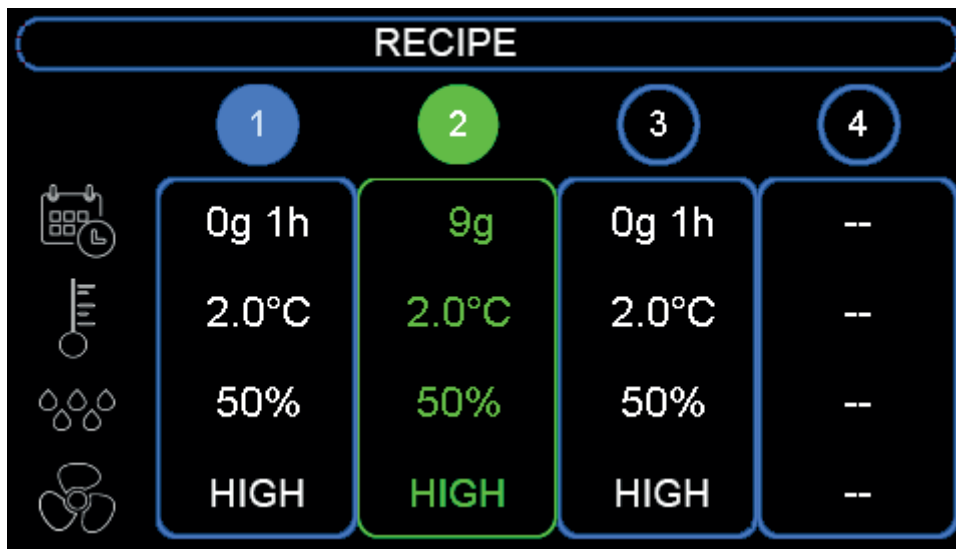 RECIPE
1 2 3 4
0g 1h 9g 0g 1h --
2.0°C 2.0°C 2.0°C --
50% 50% 50% --
HIGH HIGH HIGH --